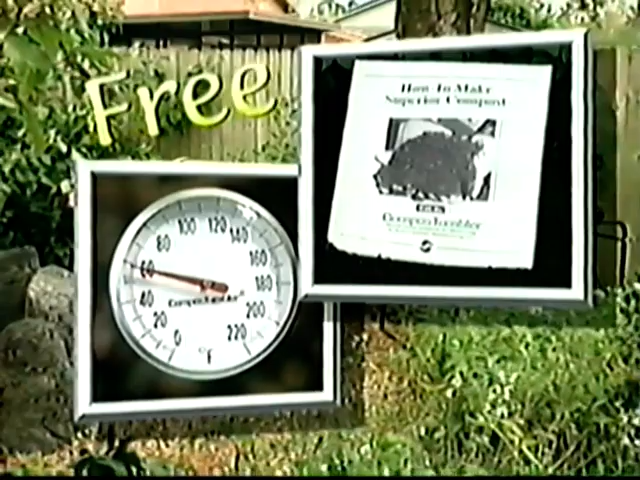 Free
How To Make
Superior Compost
ComposTumbler
100 120
80 140
60 160
40 180
20 200
0 220
°F
ComposTumbler